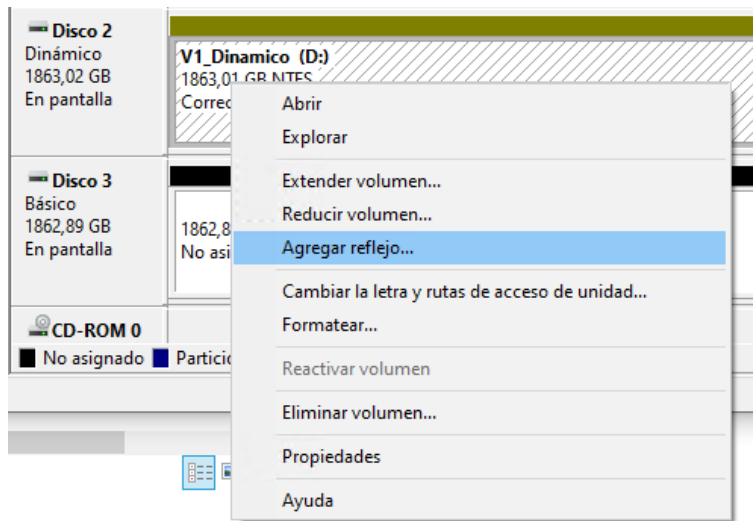 Disco 2
Dinámico
1863,02 GB
En pantalla
V1_Dinamico (D:)
1863,01 GB NTFS
Correc
Disco 3
Básico
1862,89 GB
En pantalla
1862,8
No asi
CD-ROM 0
No asignado Partició
Abrir
Explorar
Extender volumen...
Reducir volumen...
Agregar reflejo...
Cambiar la letra y rutas de acceso de unidad...
Formatear...
Reactivar volumen
Eliminar volumen...
Propiedades
Ayuda